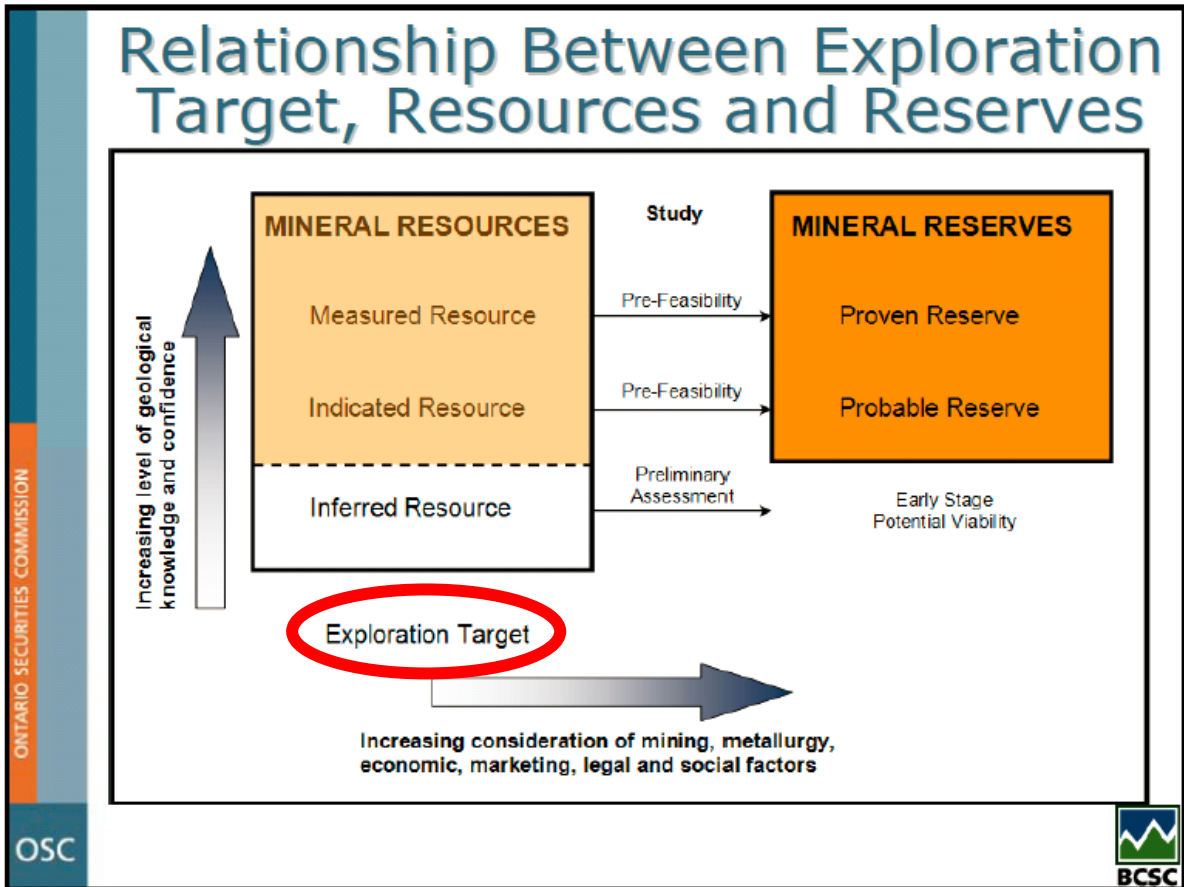 Relationship Between Exploration
Target, Resources and Reserves
MINERAL RESOURCES
Measured Resource
Indicated Resource
Inferred Resource
Study
Pre-Feasibility
Pre-Feasibility
Preliminary
Assessment
MINERAL RESERVES
Proven Reserve
Probable Reserve
Early Stage
Potential Viability
Increasing level of geological
knowledge and confidence
Exploration Target
Increasing consideration of mining, metallurgy,
economic, marketing, legal and social factors
ONTARIO SECURITIES COMMISSION
OSC
BCSC